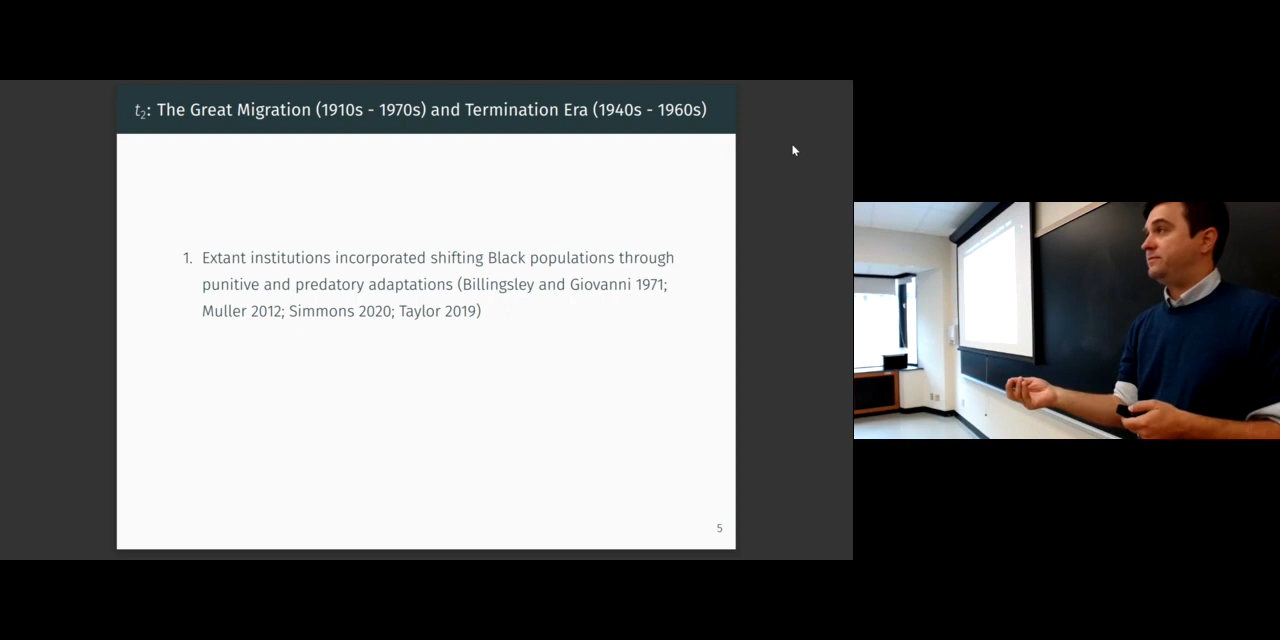 t2: The Great Migration (1910s - 1970s) and Termination Era (1940s - 1960s)
1. Extant institutions incorporated shifting Black populations through
punitive and predatory adaptations (Billingsley and Giovanni 1971;
Muller 2012; Simmons 2020; Taylor 2019)
5